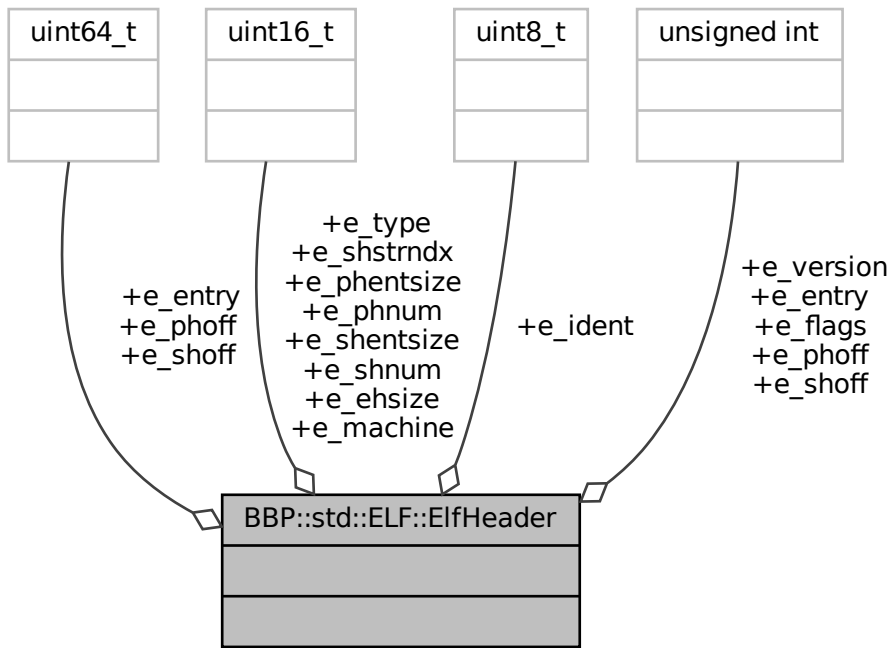 uint64_t
uint16_t
uint8_t
unsigned int
+e_entry
+e_phoff
+e_shoff
+e_type
+e_shstrndx
+e_phentsize
+e_phnum
+e_shentsize
+e_shnum
+e_ehsize
+e_machine
+e_ident
+e_version
+e_entry
+e_flags
+e_phoff
+e_shoff
BBP::std::ELF::ElfHeader